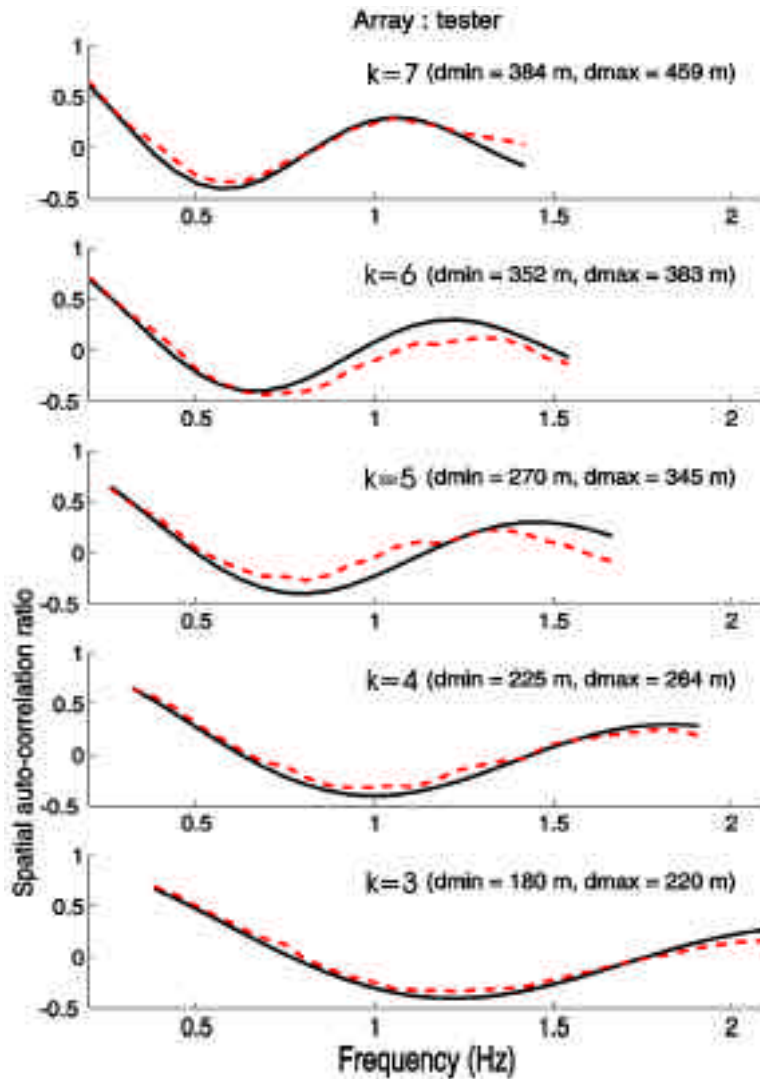 Array : tester
1
k=7 (dmin = 384 m, dmax = 459 m)
0.5
0
-0.5
0.5 1 1.5 2
1
k=6 (dmin = 352 m, dmax = 383 m)
0.5
0
-0.5
0.5 1 1.5 2
1
k=5 (dmin = 270 m, dmax = 345 m)
0.5
0
-0.5
0.5 1 1.5 2
1
k=4 (dmin = 225 m, dmax = 264 m)
0.5
0
-0.5
0.5 1 1.5 2
1
k=3 (dmin = 180 m, dmax = 220 m)
0.5
0
-0.5
0.5 1 1.5 2
Spatial auto-correlation ratio
Frequency (Hz)